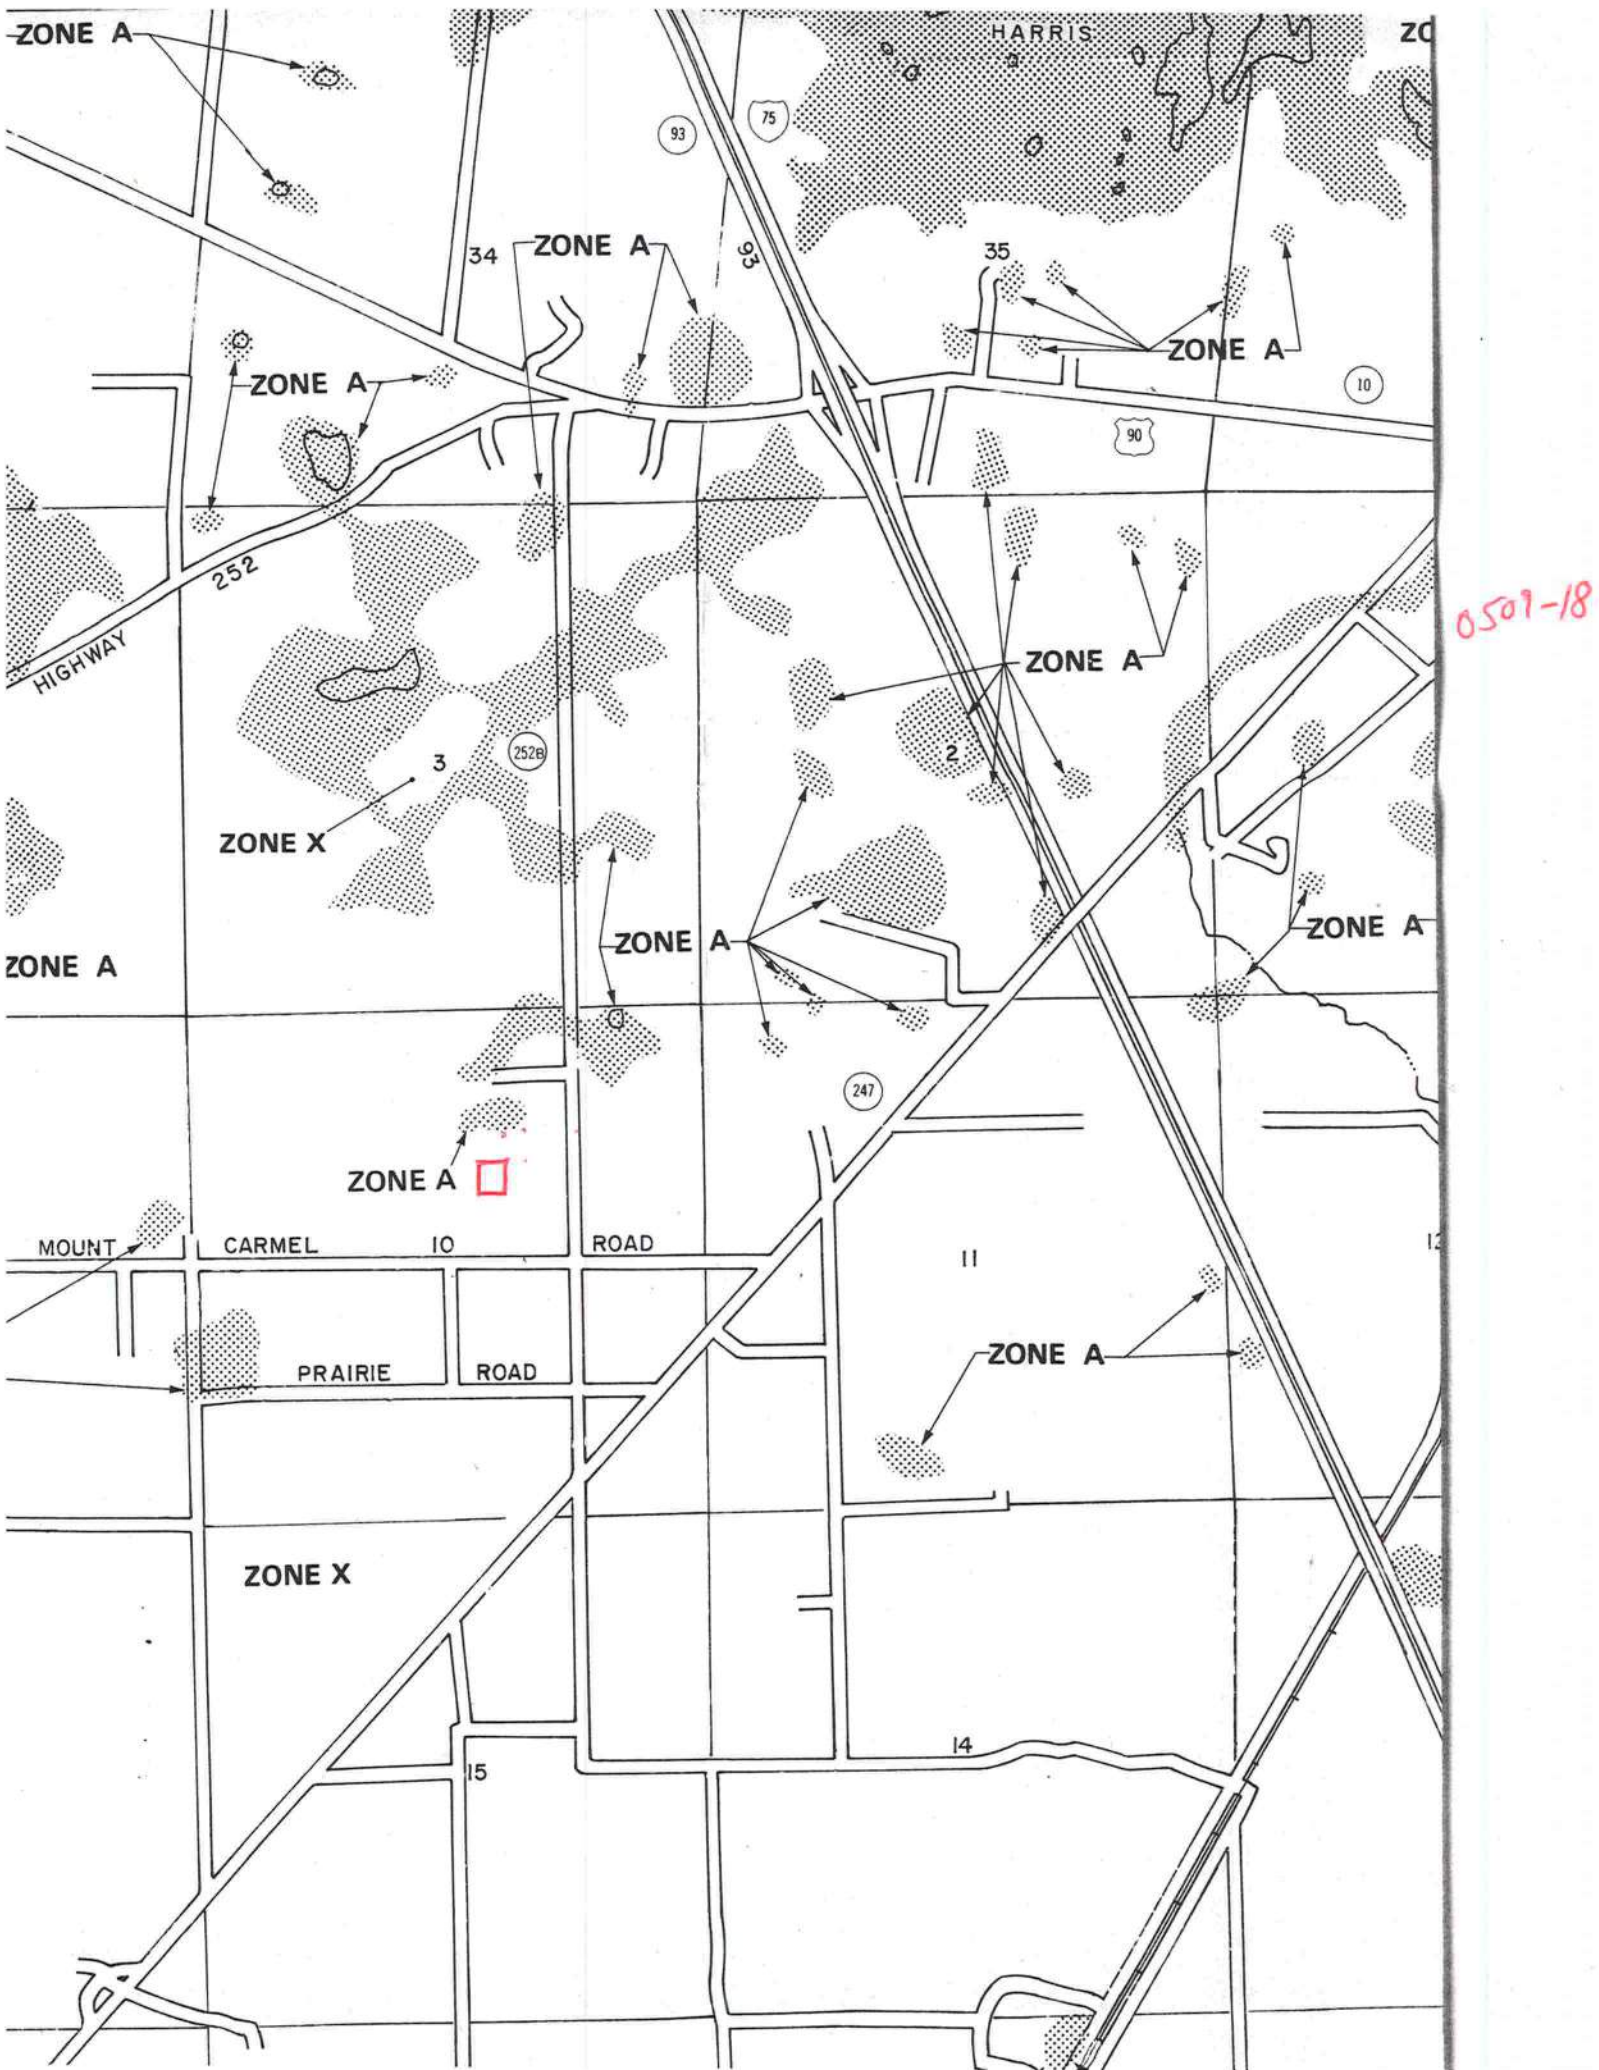 ZONE A
HARRIS
ZO
93
75
34
ZONE A
93
35
ZONE A
ZONE A
10
90
252
HIGHWAY
0509-18
ZONE A
252B
3
2
ZONE X
ZONE A
ZONE A
ZONE A
247
ZONE A
MOUNT CARMEL 10 ROAD
11
ZONE A
PRAIRIE ROAD
ZONE X
14
15